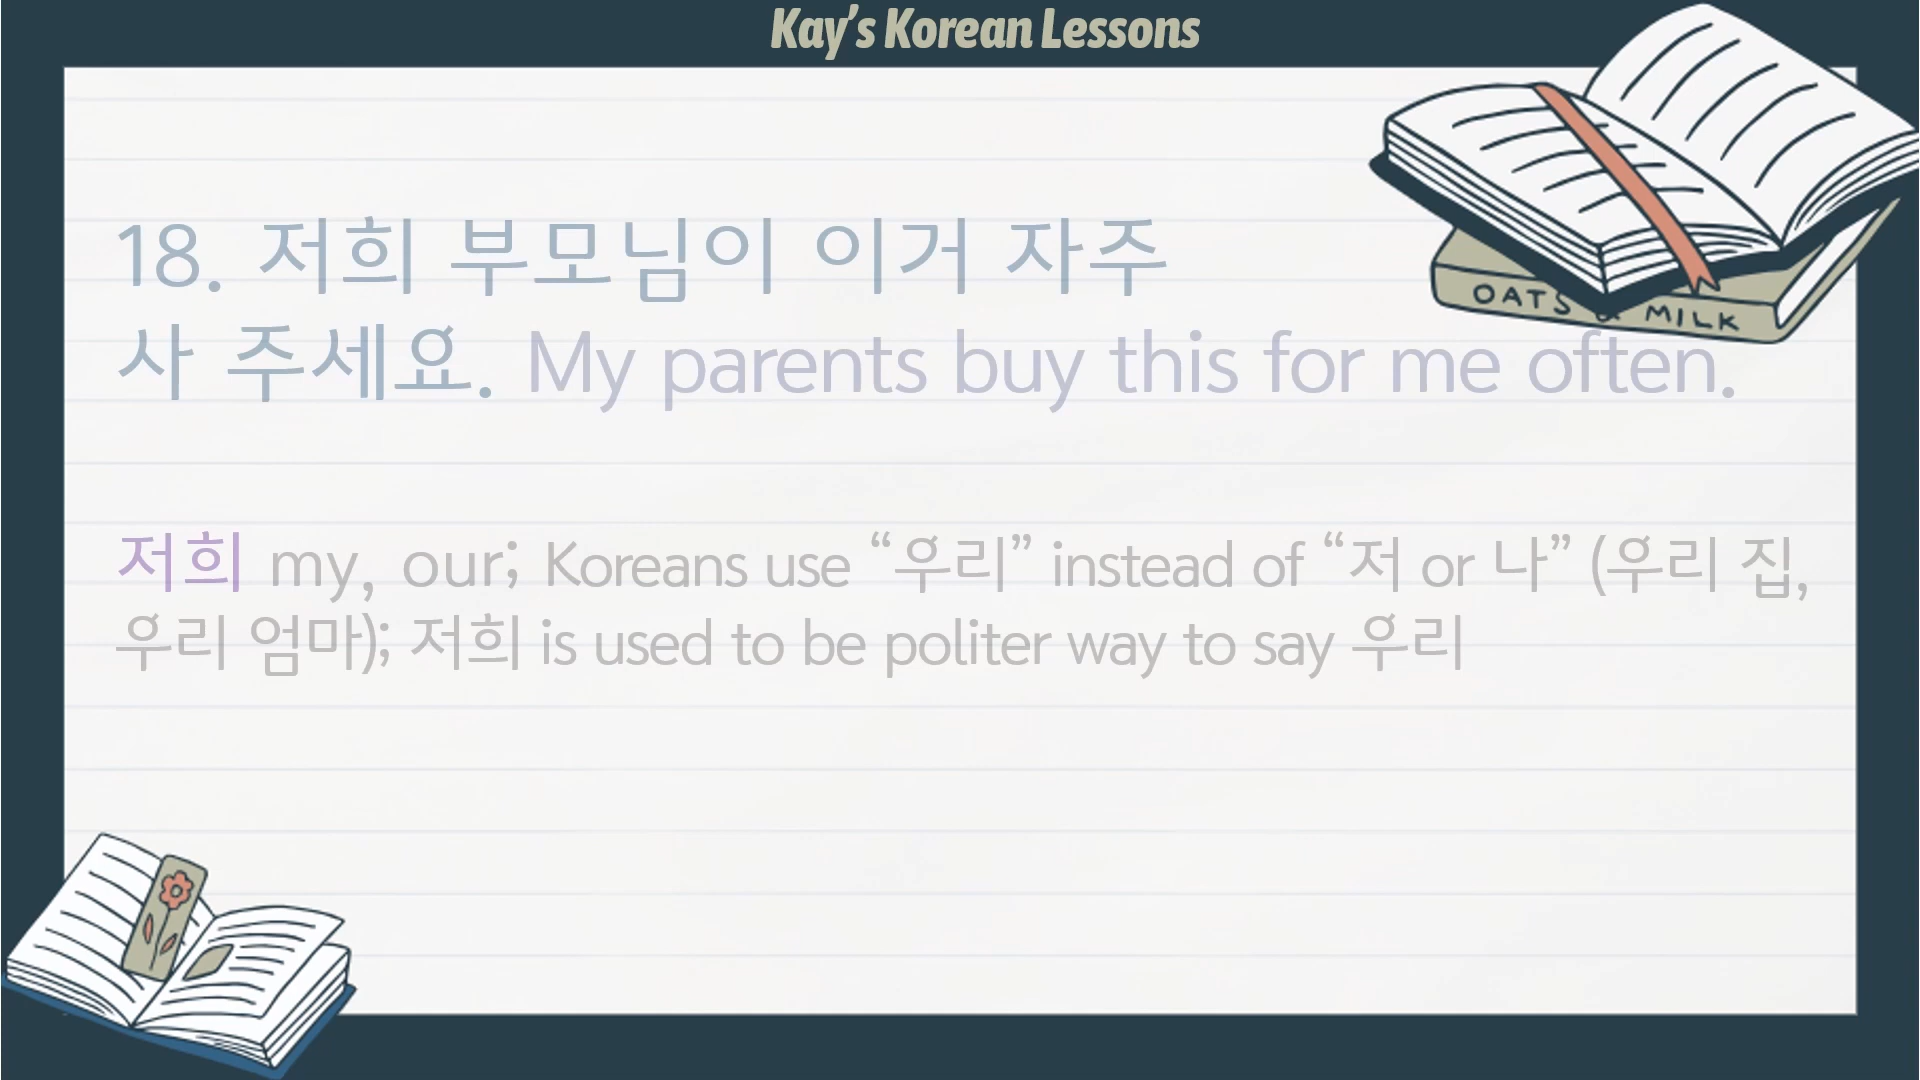 Kay's Korean Lessons
18. 저희 부모님이 이거 자주
사 주세요. My parents buy this for me often.
저희 my, our; Koreans use “우리” instead of “저 or 나” (우리 집,
우리 엄마); 저희 is used to be politer way to say 우리
OATS & MILK